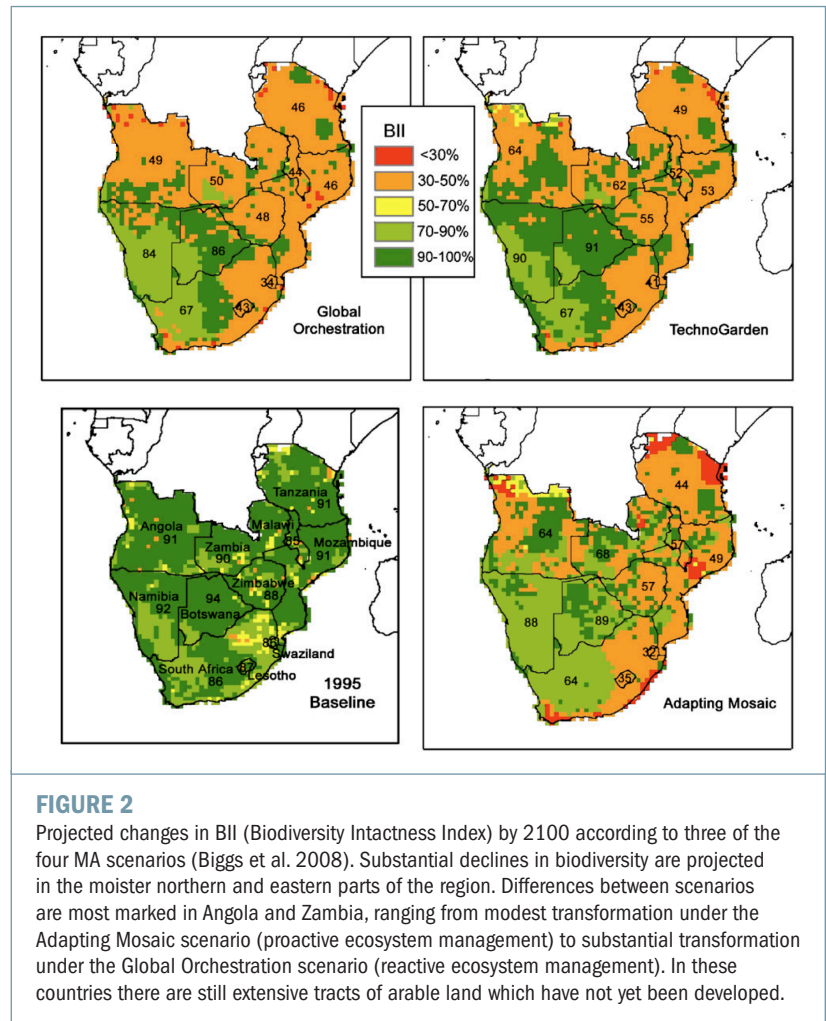 46
49
50
44
46
48
84
86
34
67
43
Global
Orchestration
BII
<30%
30-50%
50-70%
70-90%
90-100%
49
64
52
62
53
55
91
90
41
67
43
TechnoGarden
Tanzania
91
Angola
91
Malawi
85
Mozambique
91
Zambia
90
Zimbabwe
88
Namibia
92
94
Botswana
86
Swaziland
South Africa
86
87
Lesotho
1995
Baseline
44
64
57
68
49
57
88
89
32
64
35
Adapting Mosaic
FIGURE 2
Projected changes in BII (Biodiversity Intactness Index) by 2100 according to three of the
four MA scenarios (Biggs et al. 2008). Substantial declines in biodiversity are projected
in the moister northern and eastern parts of the region. Differences between scenarios
are most marked in Angola and Zambia, ranging from modest transformation under the
Adapting Mosaic scenario (proactive ecosystem management) to substantial transformation
under the Global Orchestration scenario (reactive ecosystem management). In these
countries there are still extensive tracts of arable land which have not yet been developed.